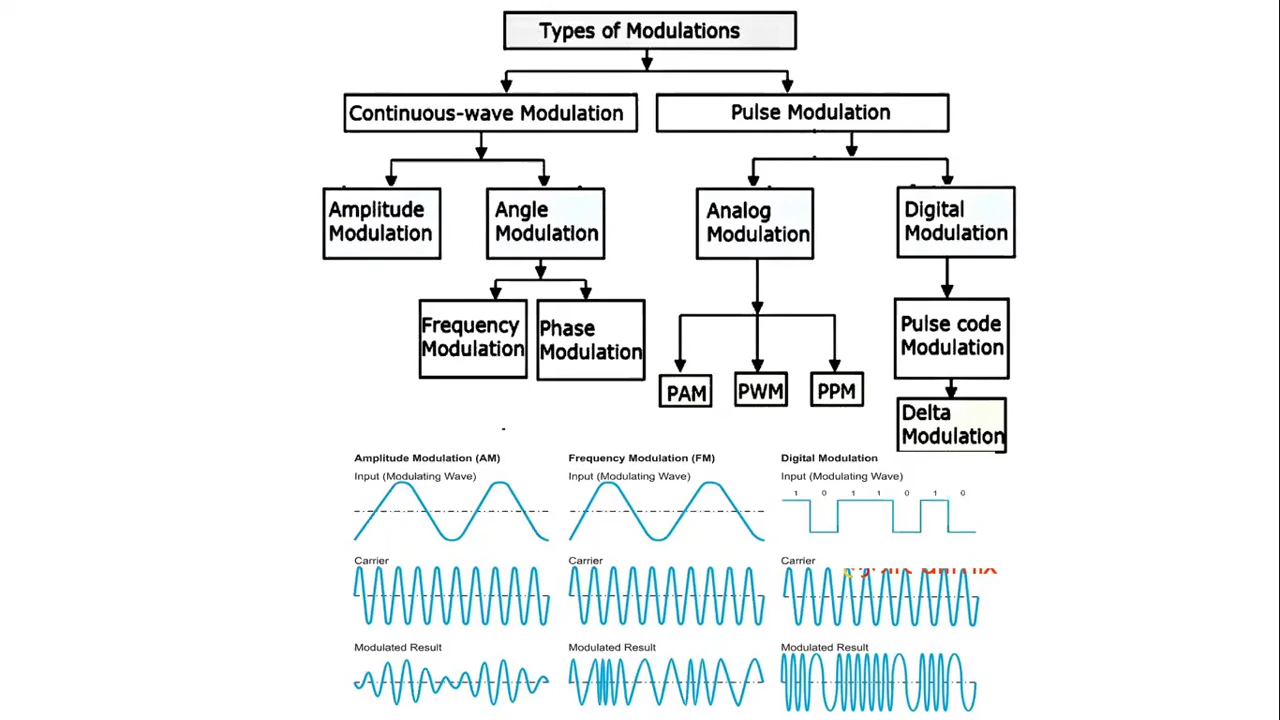 Types of Modulations
Continuous-wave Modulation
Pulse Modulation
Amplitude
Modulation
Angle
Modulation
Analog
Modulation
Digital
Modulation
Frequency
Modulation
Phase
Modulation
Pulse code
Modulation
PAM
PWM
PPM
Delta
Modulation
Amplitude Modulation (AM)
Frequency Modulation (FM)
Digital Modulation
Input (Modulating Wave)
Input (Modulating Wave)
Input (Modulating Wave)
1 0 1 1 0 1 0
Carrier
Carrier
Carrier
Modulated Result
Modulated Result
Modulated Result